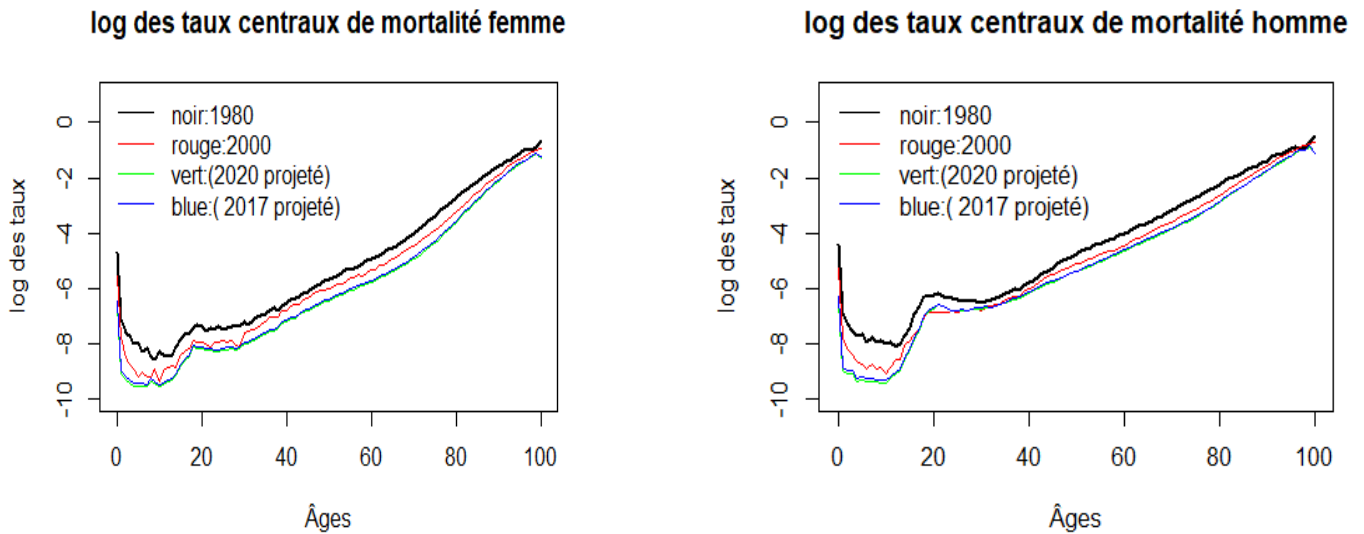 log des taux centraux de mortalité femme
noir:1980
rouge:2000
vert:(2020 projeté)
blue:( 2017 projeté)
log des taux
0
-2
-4
-6
-8
-10
0 20 40 60 80 100
Âges
log des taux centraux de mortalité homme
noir:1980
rouge:2000
vert:(2020 projeté)
blue:( 2017 projeté)
log des taux
0
-2
-4
-6
-8
-10
0 20 40 60 80 100
Âges